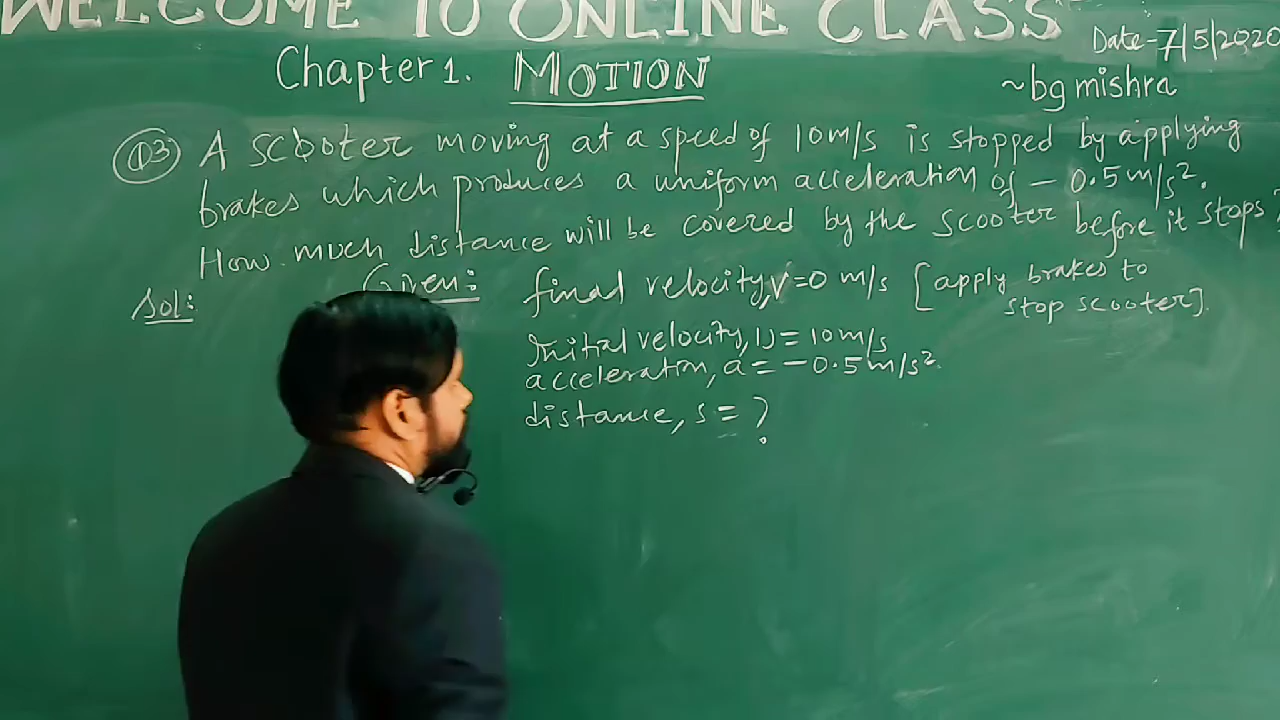 WELCOME TO ONLINE CLASS
Date-7/5/2020
Chapter 1. MOTION
~bg mishra
Q3 A scooter moving at a speed of 10m/s is stopped by applying
brakes which produces a uniform acceleration of - 0.5 m/s².
How much distance will be covered by the scooter before it stops?
Sol:
Given: final velocity, v=0 m/s [apply brakes to
stop scooter].
Initial velocity, u = 10m/s
acceleration, a = -0.5m/s².
distance, s = ?